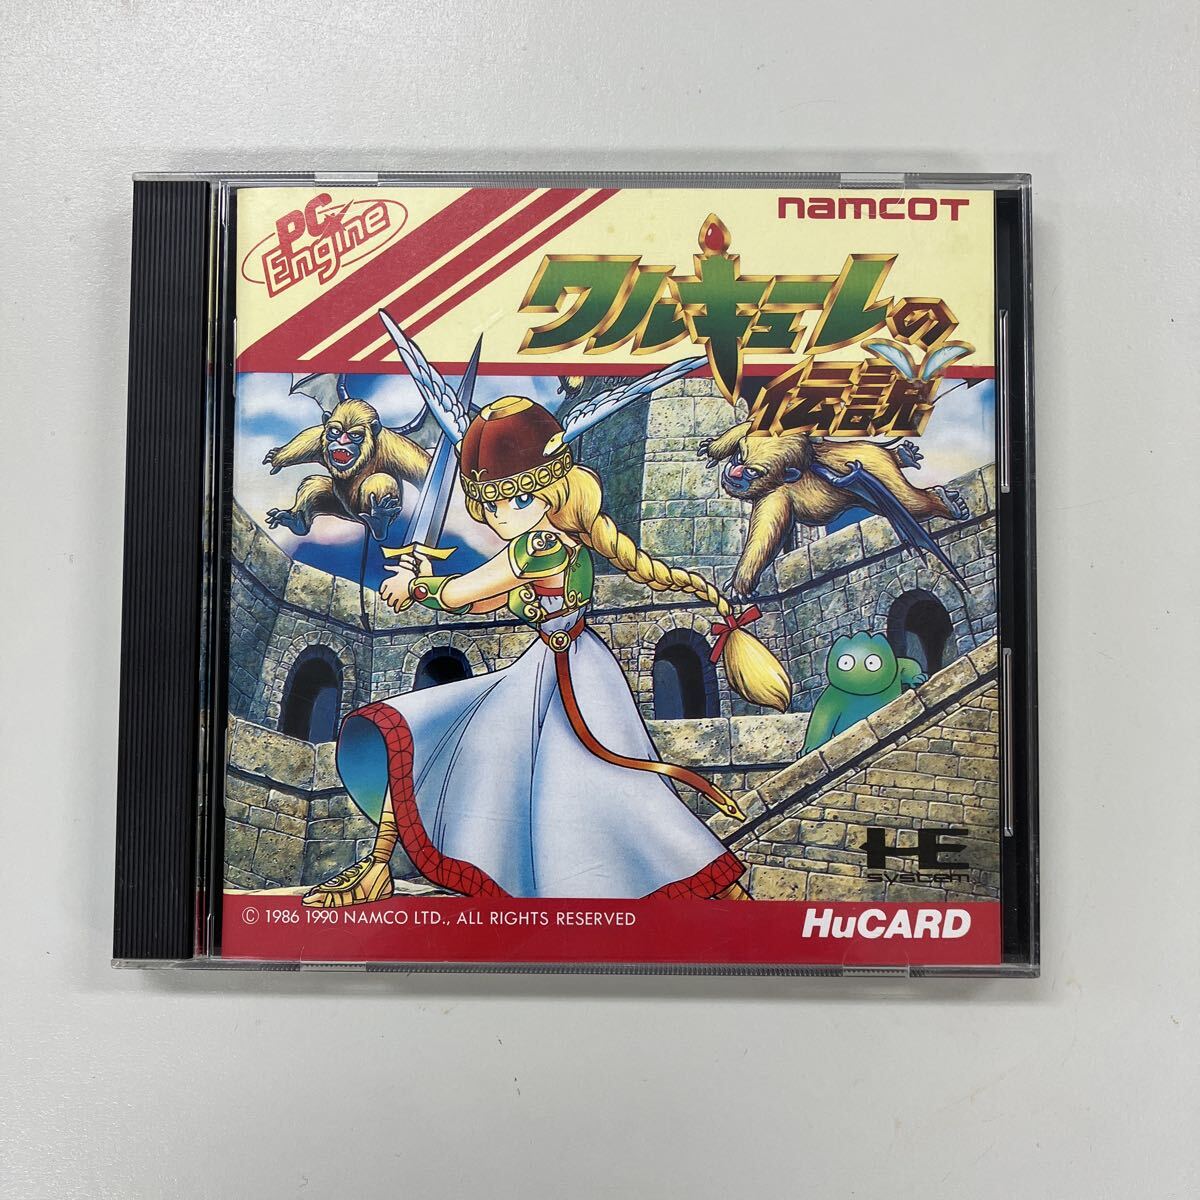 PC
Engine
namcot
ワルキューレの
伝説
HE
system
© 1986 1990 NAMCO LTD., ALL RIGHTS RESERVED
HuCARD